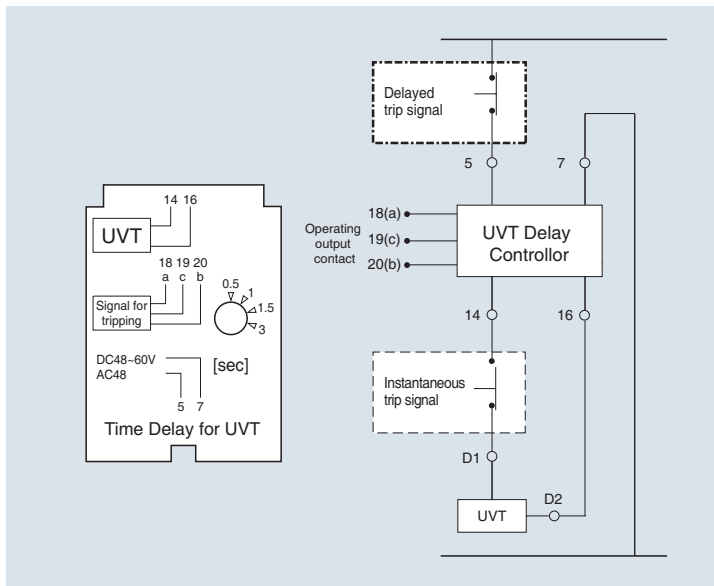 14 16
UVT
18 19 20
a c b
Signal for
tripping
0.5
1
1.5
3
DC48~60V
AC48
[sec]
5 7
Time Delay for UVT
Delayed
trip signal
5
7
Operating
output
contact
18(a)
19(c)
20(b)
UVT Delay
Controllor
14
16
Instantaneous
trip signal
D1
UVT
D2